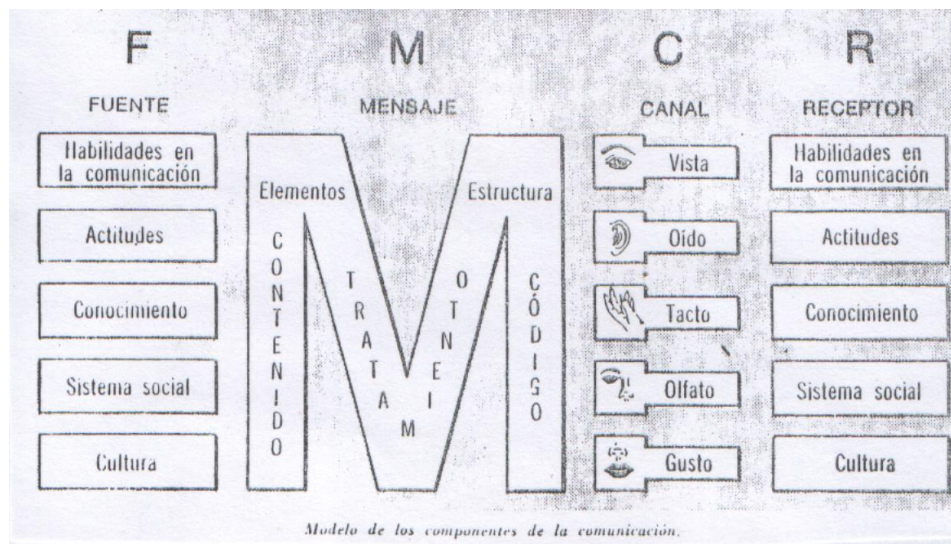 F M C R
FUENTE MENSAJE CANAL RECEPTOR
Habilidades en
la comunicación
Actitudes
Conocimiento
Sistema social
Cultura
Elementos Estructura
CONTENIDO
TRATAMIENTO
CÓDIGO
Vista
Oído
Tacto
Olfato
Gusto
Habilidades en
la comunicación
Actitudes
Conocimiento
Sistema social
Cultura
Modelo de los componentes de la comunicación.